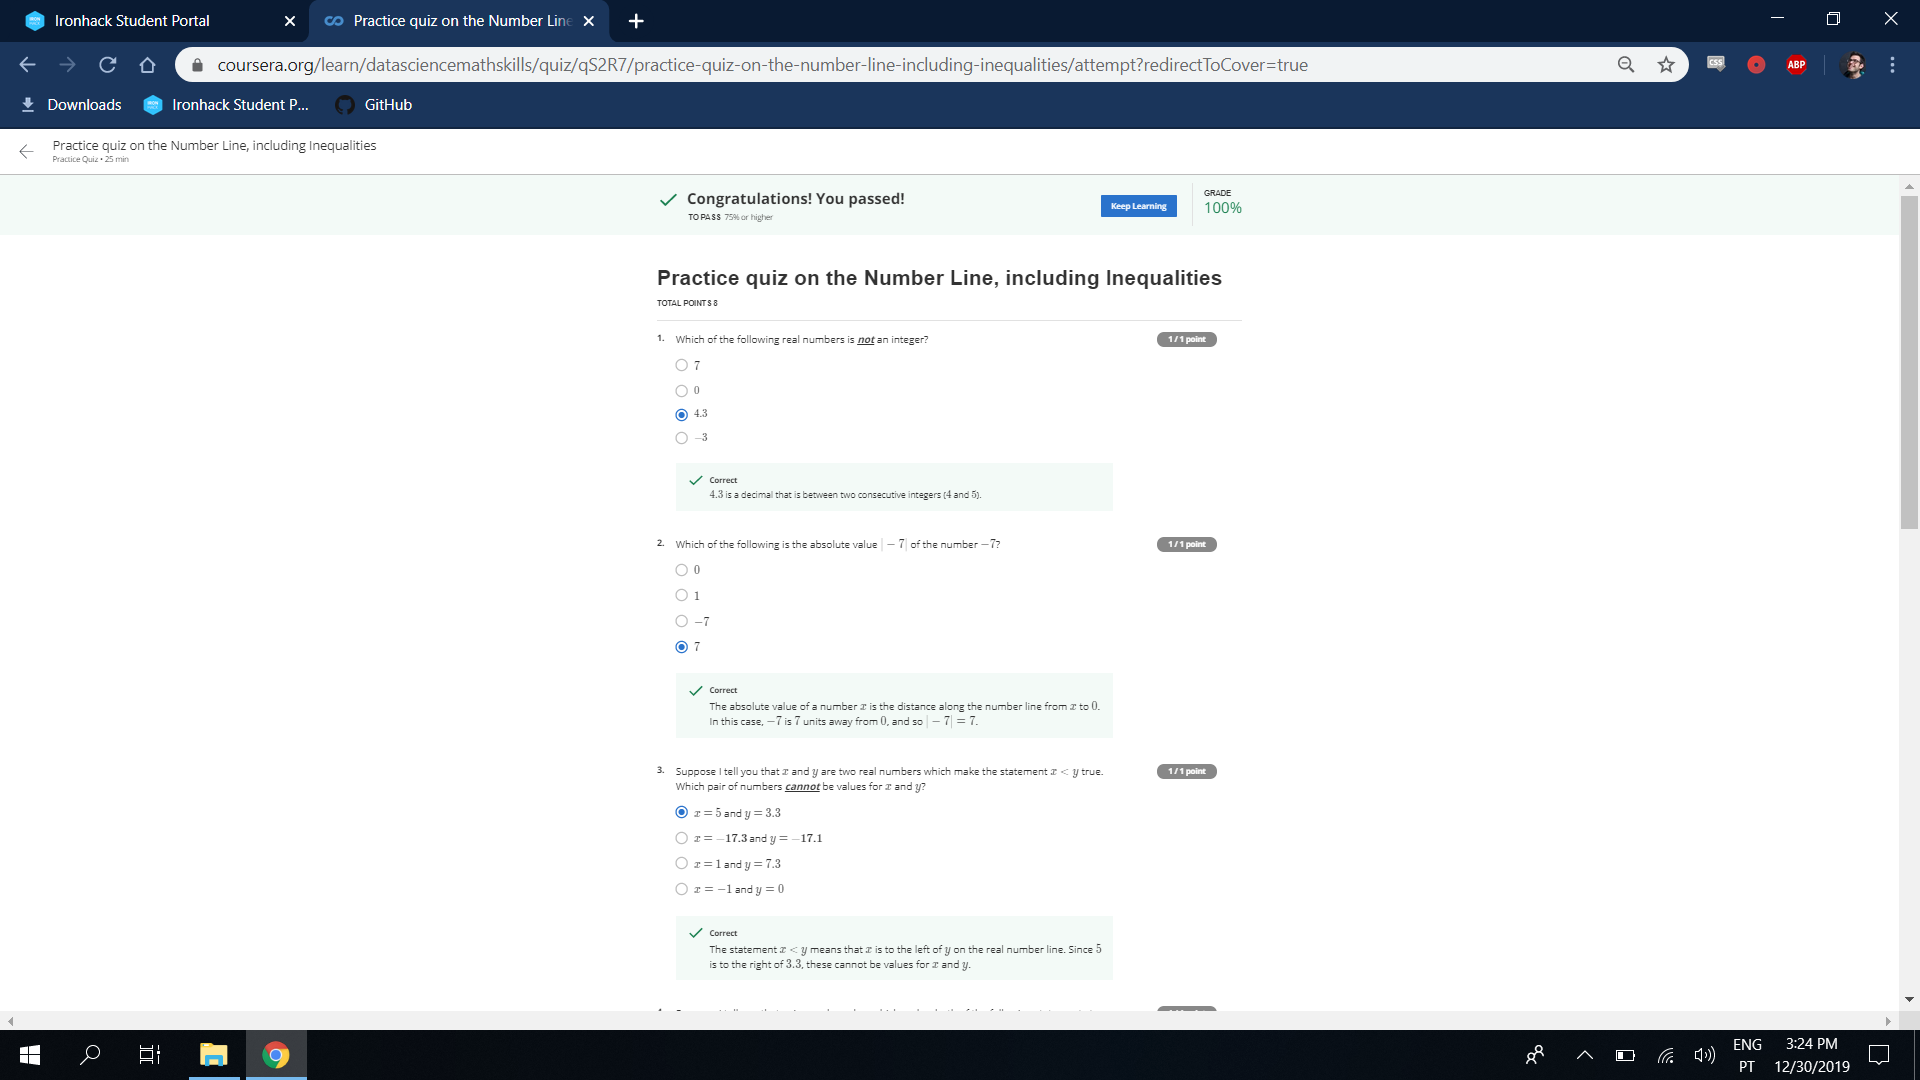 Ironhack Student Portal
Practice quiz on the Number Line
coursera.org/learn/datasciencemathskills/quiz/qS2R7/practice-quiz-on-the-number-line-including-inequalities/attempt?redirectToCover=true
CSS
ABP
Downloads
Ironhack Student P...
GitHub
Practice quiz on the Number Line, including Inequalities
Practice Quiz • 25 min
Congratulations! You passed!
TO PASS 75% or higher
Keep Learning
GRADE
100%
Practice quiz on the Number Line, including Inequalities
TOTAL POINTS 8
1. Which of the following real numbers is not an integer?
1 / 1 point
7
0
4.3
−3
Correct
4.3 is a decimal that is between two consecutive integers (4 and 5).
2. Which of the following is the absolute value | − 7| of the number −7?
1 / 1 point
0
1
−7
7
Correct
The absolute value of a number x is the distance along the number line from x to 0.
In this case, −7 is 7 units away from 0, and so | − 7| = 7.
3. Suppose I tell you that x and y are two real numbers which make the statement x < y true.
1 / 1 point
Which pair of numbers cannot be values for x and y?
x = 5 and y = 3.3
x = −17.3 and y = −17.1
x = 1 and y = 7.3
x = −1 and y = 0
Correct
The statement x < y means that x is to the left of y on the real number line. Since 5
is to the right of 3.3, these cannot be values for x and y.
ENG
PT
3:24 PM
12/30/2019